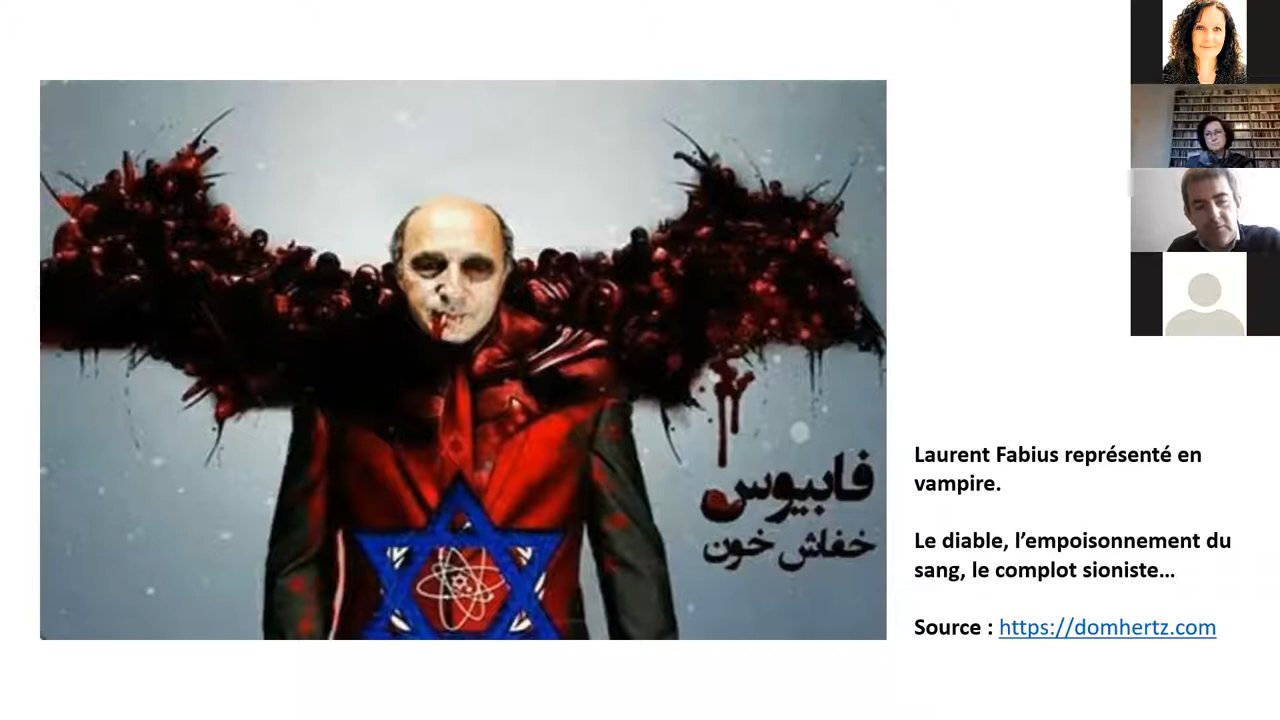 فابیوس
خفاش خون
Laurent Fabius représenté en
vampire.
Le diable, l’empoisonnement du
sang, le complot sioniste…
Source : https://domhertz.com